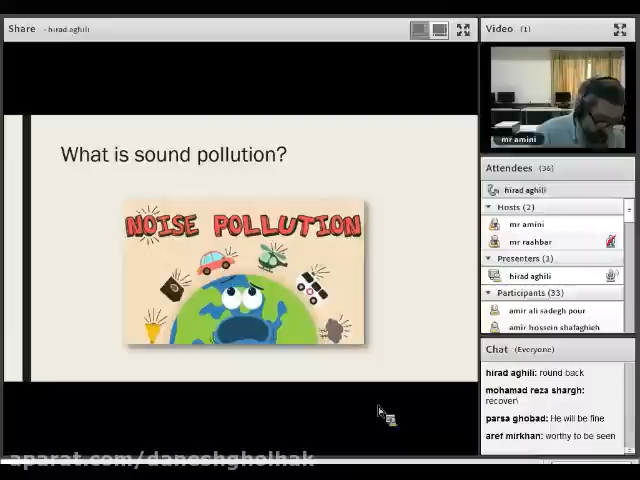 Share - hirad aghili
What is sound pollution?
NOISE POLLUTION
Video (1)
mr amini
Attendees (36)
hirad aghili
Hosts (2)
mr amini
mr raahbar
Presenters (1)
hirad aghili
Participants (33)
amir ali sadegh pour
amir hossein shafaghieh
Chat (Everyone)
hirad aghili: round back
mohamad reza shargh:
recoven
parsa ghobad: He will be fine
aref mirkhan: worthy to be seen
aparat.com/daneshgholhak